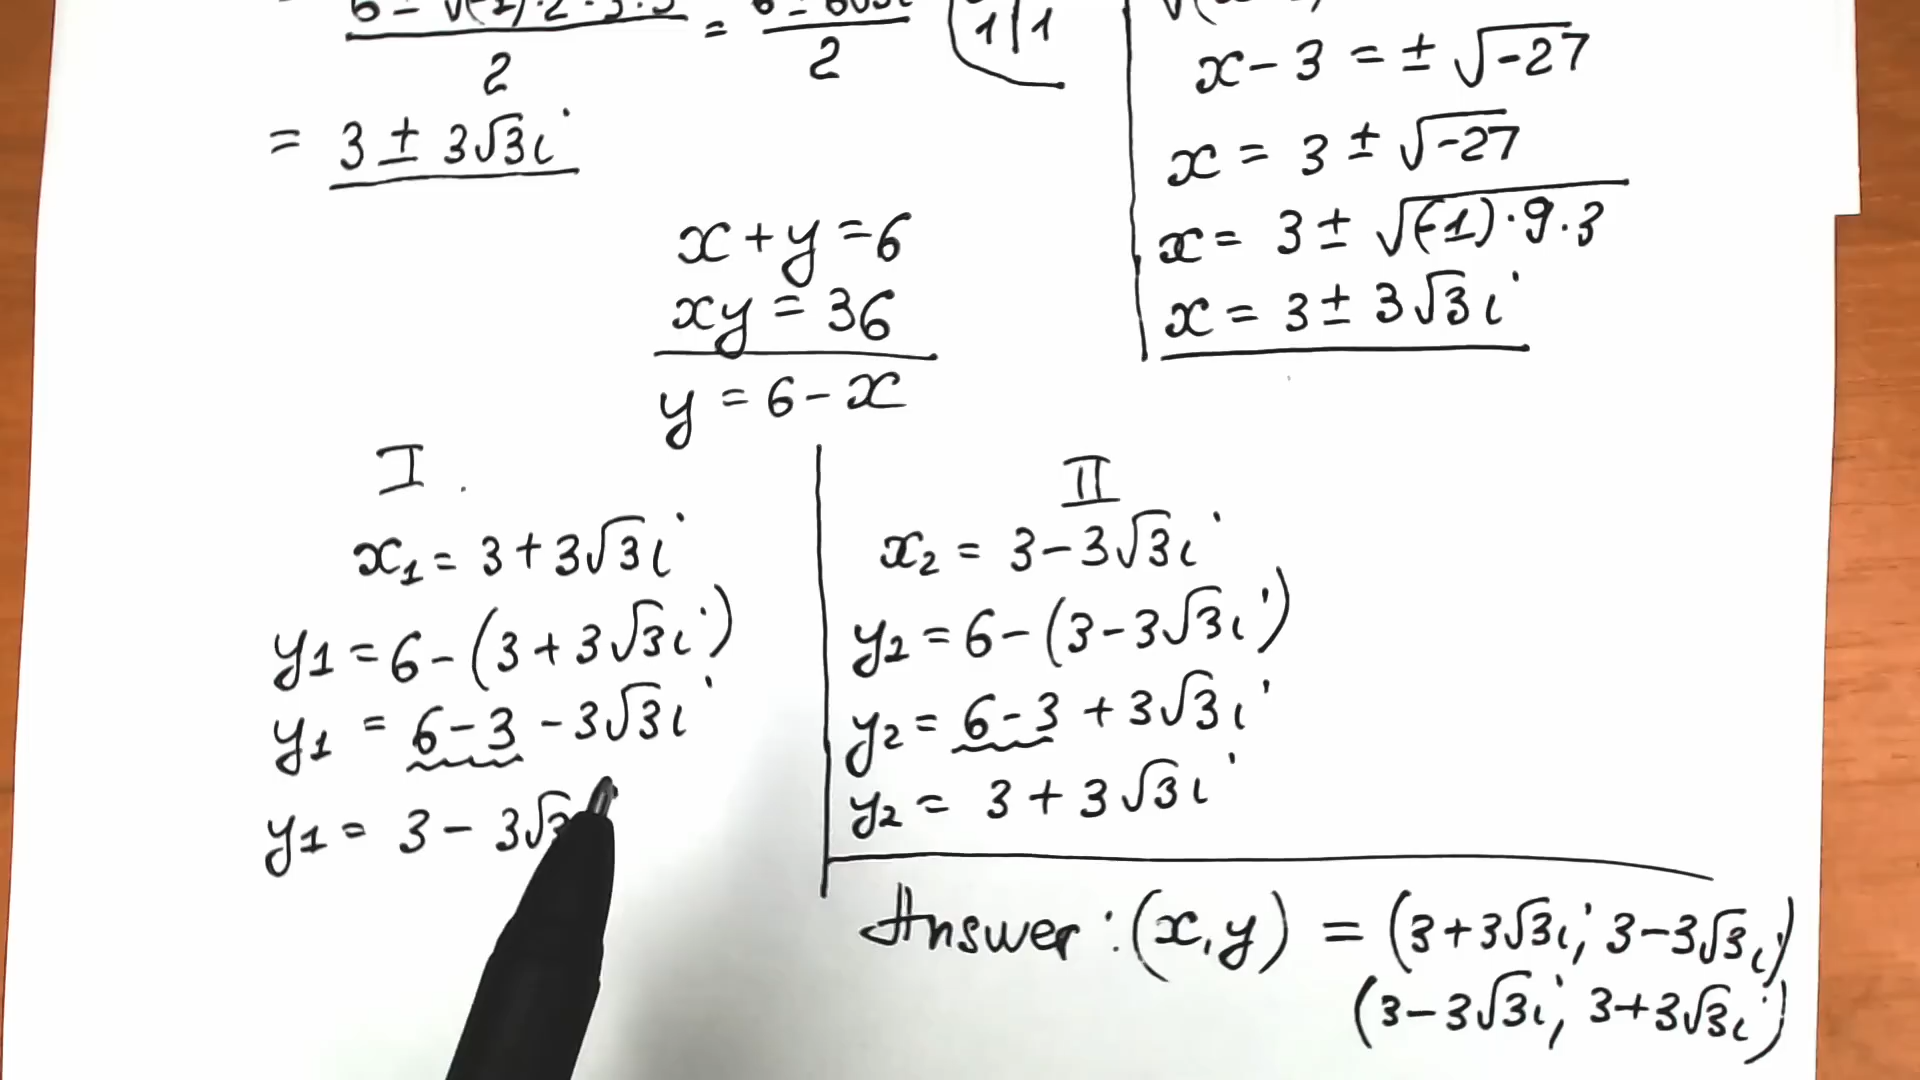 = 3 ± 3√3i
x + y = 6
xy = 36
y = 6 - x
x - 3 = ± √-27
x = 3 ± √-27
x = 3 ± √(-1)·9·3
x = 3 ± 3√3i
I.
x₁ = 3 + 3√3i
y₁ = 6 - (3 + 3√3i)
y₁ = 6 - 3 - 3√3i
y₁ = 3 - 3√3
II
x₂ = 3 - 3√3i
y₂ = 6 - (3 - 3√3i)
y₂ = 6 - 3 + 3√3i
y₂ = 3 + 3√3i
Answer : (x, y) = (3 + 3√3i; 3 - 3√3i)
(3 - 3√3i; 3 + 3√3i)